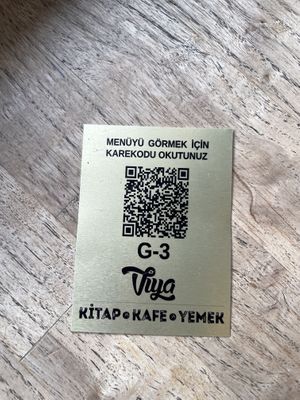 MENÜYÜ GÖRMEK İÇİN
KAREKODU OKUTUNUZ
G-3
Viya
KİTAP KAFE YEMEK